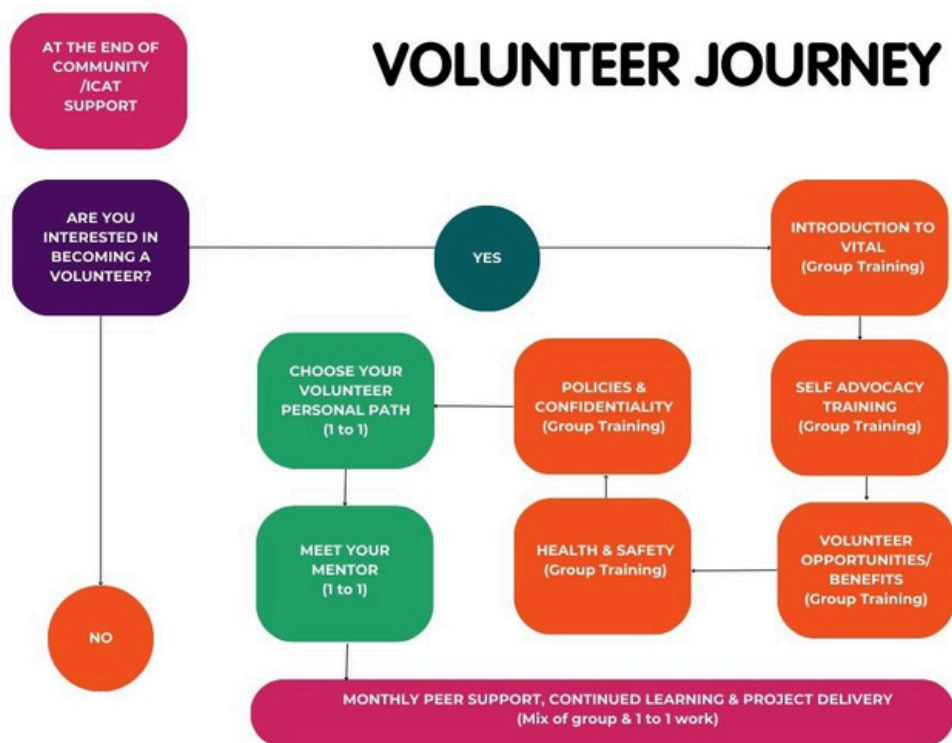 AT THE END OF
COMMUNITY
/ICAT
SUPPORT
VOLUNTEER JOURNEY
ARE YOU
INTERESTED IN
BECOMING A
VOLUNTEER?
YES
INTRODUCTION TO
VITAL
(Group Training)
SELF ADVOCACY
TRAINING
(Group Training)
VOLUNTEER
OPPORTUNITIES/
BENEFITS
(Group Training)
HEALTH & SAFETY
(Group Training)
POLICIES &
CONFIDENTIALITY
(Group Training)
CHOOSE YOUR
VOLUNTEER
PERSONAL PATH
(1 to 1)
MEET YOUR
MENTOR
(1 to 1)
NO
MONTHLY PEER SUPPORT, CONTINUED LEARNING & PROJECT DELIVERY
(Mix of group & 1 to 1 work)